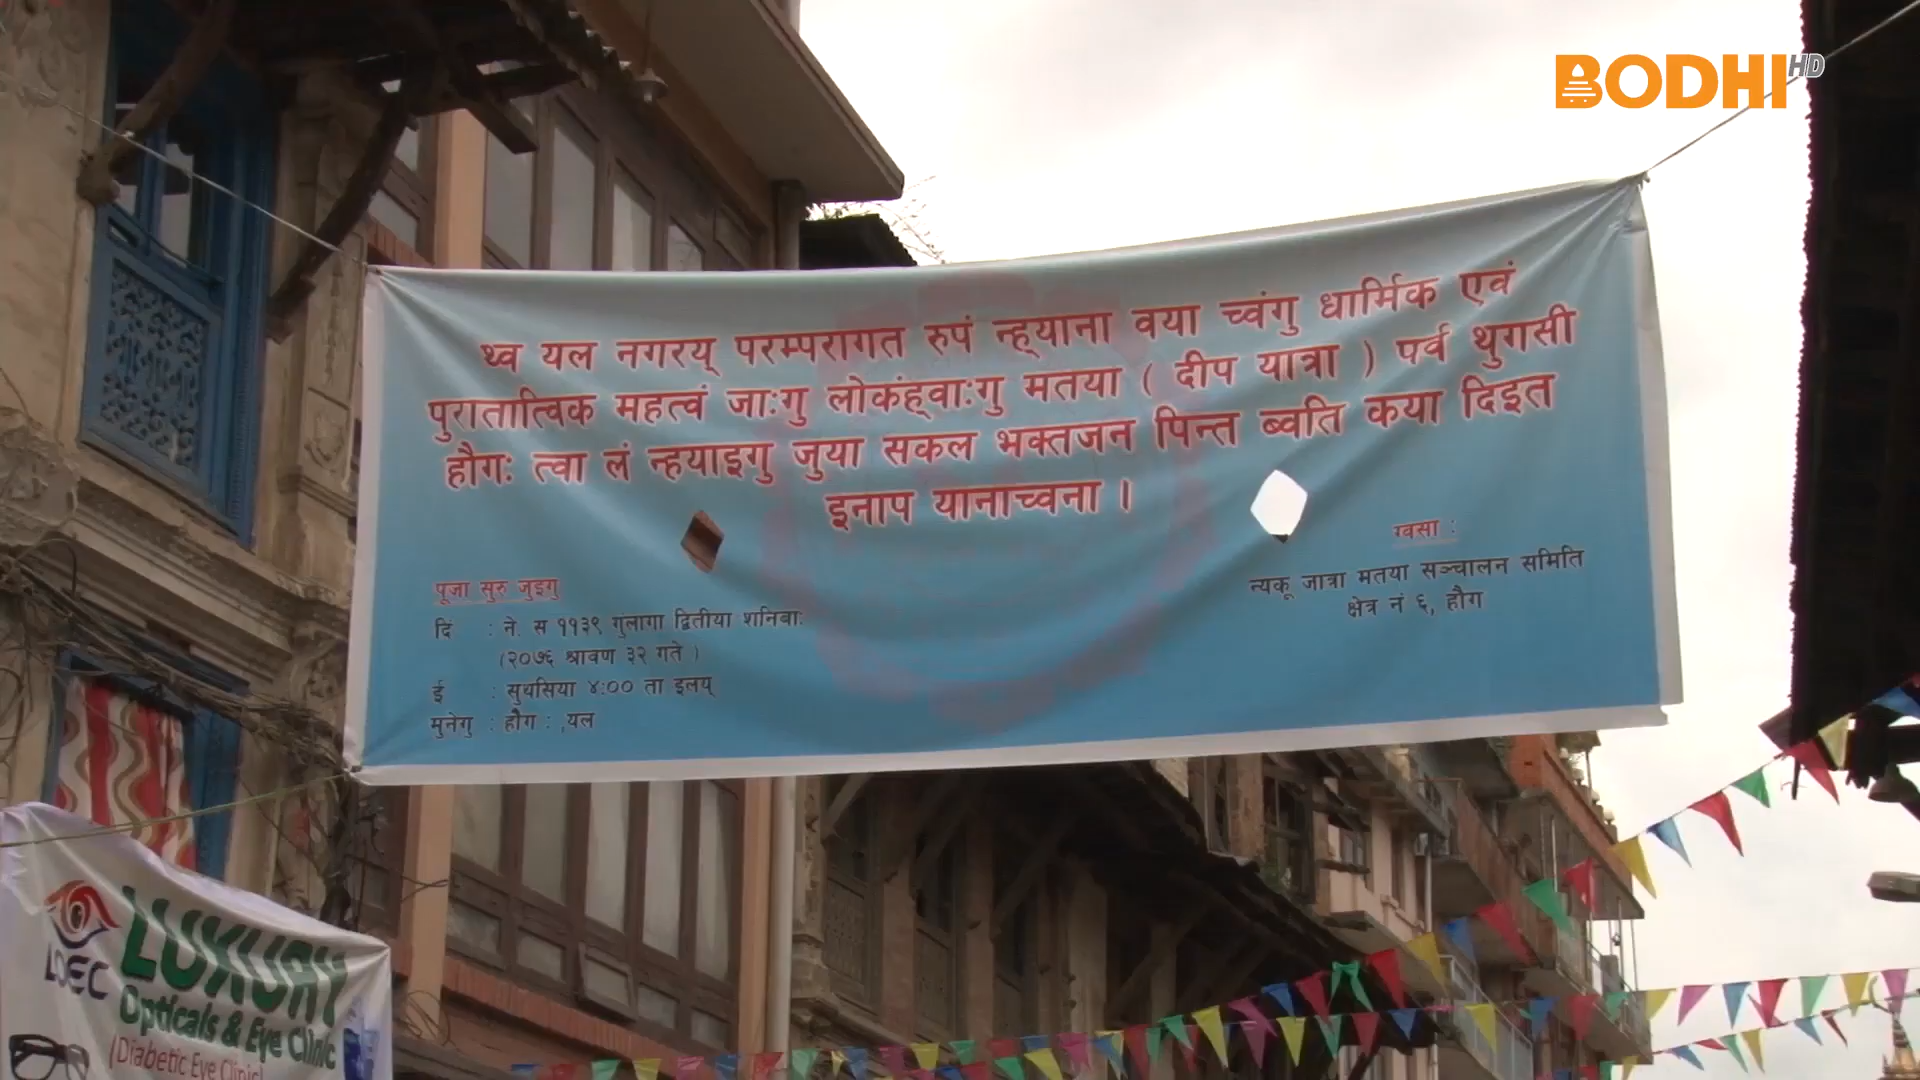 BODHI HD
थ्व यल नगरय् परम्परागत रुपं न्ह्याना वया च्वंगु धार्मिक एवं
पुरातात्विक महत्वं जाःगु लोकंह्वाःगु मतया ( दीप यात्रा ) पर्व थुगसी
हौगः त्वा लं न्हयाइगु जुया सकल भक्तजन पिन्त ब्वति कया दिइत
इनाप यानाच्वना ।
ग्वसा :
न्यकू जात्रा मतया सञ्चालन समिति
क्षेत्र नं ६, हौग
पूजा सुरु जुइगु
दिं : ने. स ११३९ गुंलागा द्वितीया शनिबाः
(२०७६ श्रावण ३२ गते )
ई : सुथसिया ४:०० ता इलय्
मुनेगु : हौग : ,यल
LOEC
LUXURY
Opticals & Eye Clinic
(Diabetic Eye Clinic)